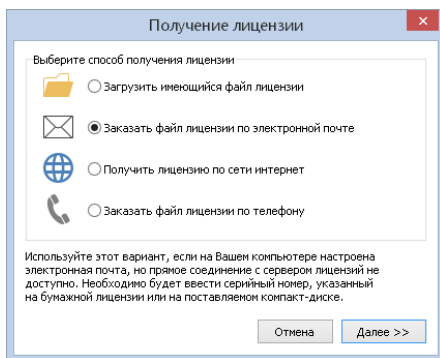 Получение лицензии
Выберите способ получения лицензии
Загрузить имеющийся файл лицензии
Заказать файл лицензии по электронной почте
Получить лицензию по сети интернет
Заказать файл лицензии по телефону
Используйте этот вариант, если на Вашем компьютере настроена
электронная почта, но прямое соединение с сервером лицензий не
доступно. Необходимо будет ввести серийный номер, указанный
на бумажной лицензии или на поставляемом компакт-диске.
Отмена Далее >>